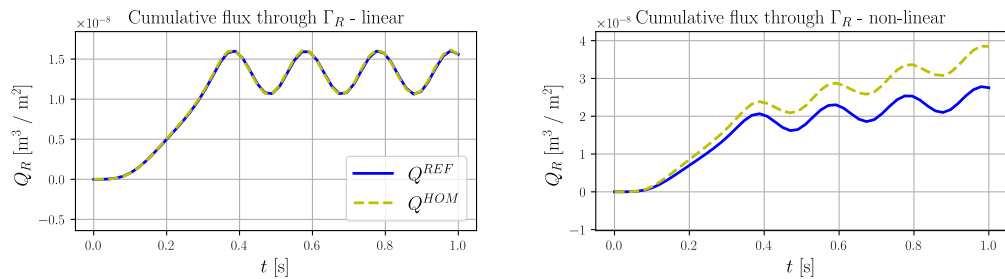 Cumulative flux through Γ_R - linear
×10⁻⁸
1.5
1.0
0.5
0.0
−0.5
Q_R [m³ / m²]
Q^{REF}
Q^{HOM}
0.0 0.2 0.4 0.6 0.8 1.0
t [s]
Cumulative flux through Γ_R - non-linear
×10⁻⁸
4
3
2
1
0
−1
Q_R [m³ / m²]
0.0 0.2 0.4 0.6 0.8 1.0
t [s]